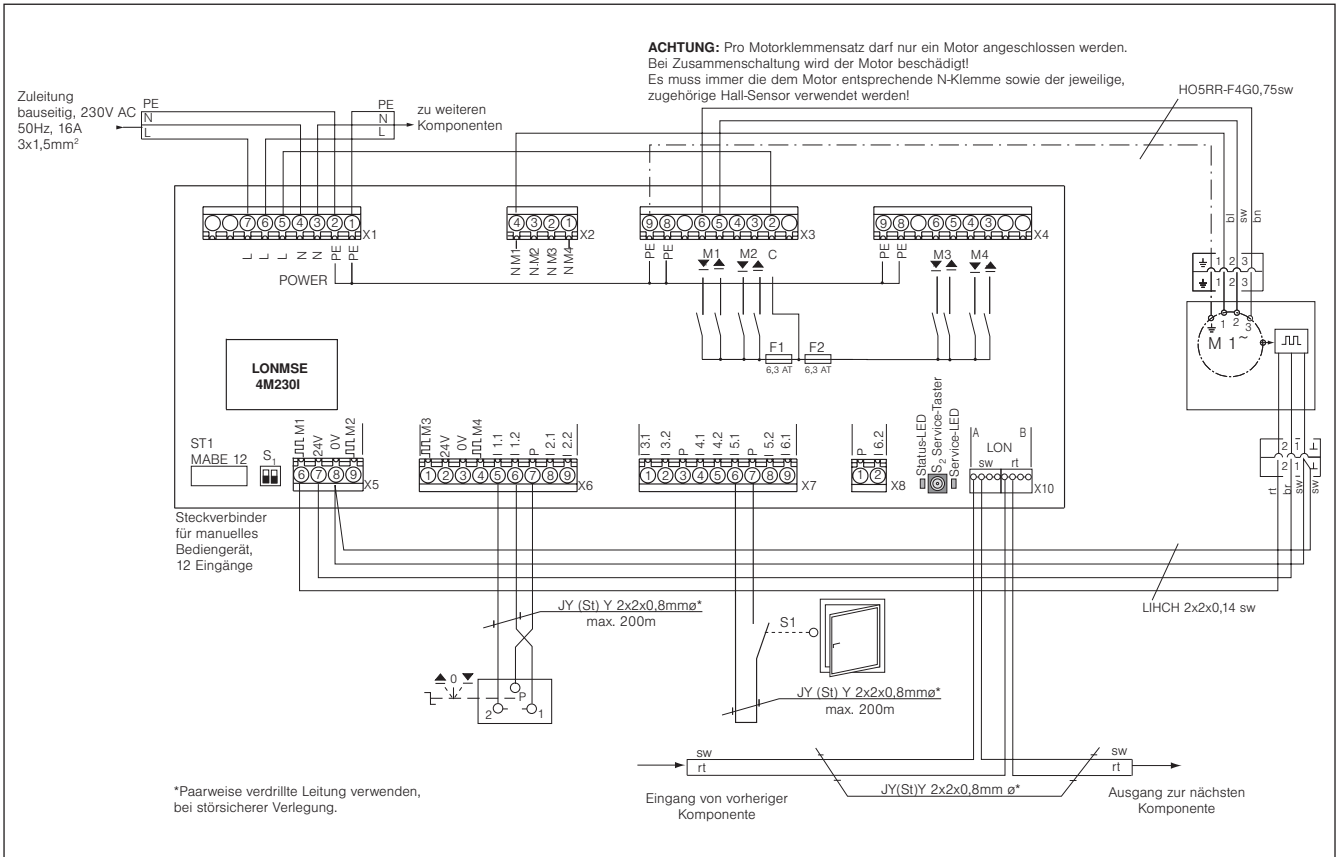 ACHTUNG: Pro Motorklemmensatz darf nur ein Motor angeschlossen werden.
Bei Zusammenschaltung wird der Motor beschädigt!
Es muss immer die dem Motor entsprechende N-Klemme sowie der jeweilige,
zugehörige Hall-Sensor verwendet werden!
HO5RR-F4G0,75sw
Zuleitung
bauseitig, 230V AC
50Hz, 16A
3x1,5mm²
PE
N
L
PE
N
L
zu weiteren
Komponenten
7 6 5 4 3 2 1
X1
L L L N N PE PE
POWER
4 3 2 1
X2
N.M1 N.M2 N.M3 N.M4
9 8 6 5 4 3 2
X3
PE PE M1 M2 C
9 8 6 5 4 3
X4
PE PE M3 M4
F1 F2
6,3 AT 6,3 AT
bl sw bn
1 2 3
1 2 3
1 2 3
M 1~
LONMSE
4M230I
ST1
MABE 12
S1
M1 24V 0V M2
6 7 8 9
X5
M3 24V 0V M4 I 1.1 I 1.2 P I 2.1 I 2.2
1 2 3 4 5 6 7 8 9
X6
I 3.1 I 3.2 P I 4.1 I 4.2 I 5.1 P I 5.2 I 6.1
1 2 3 4 5 6 7 8 9
X7
P I 6.2
1 2
X8
Status-LED
S2 Service-Taster
Service-LED
A B
LON
sw rt
X10
2 1
2 1
rt br sw sw
Steckverbinder
für manuelles
Bediengerät,
12 Eingänge
LIHCH 2x2x0,14 sw
JY (St) Y 2x2x0,8mmø*
max. 200m
S1
0
P
2 1
JY (St) Y 2x2x0,8mmø*
max. 200m
sw
rt
sw
rt
JY(St)Y 2x2x0,8mm ø*
Eingang von vorheriger
Komponente
Ausgang zur nächsten
Komponente
*Paarweise verdrillte Leitung verwenden,
bei störsicherer Verlegung.